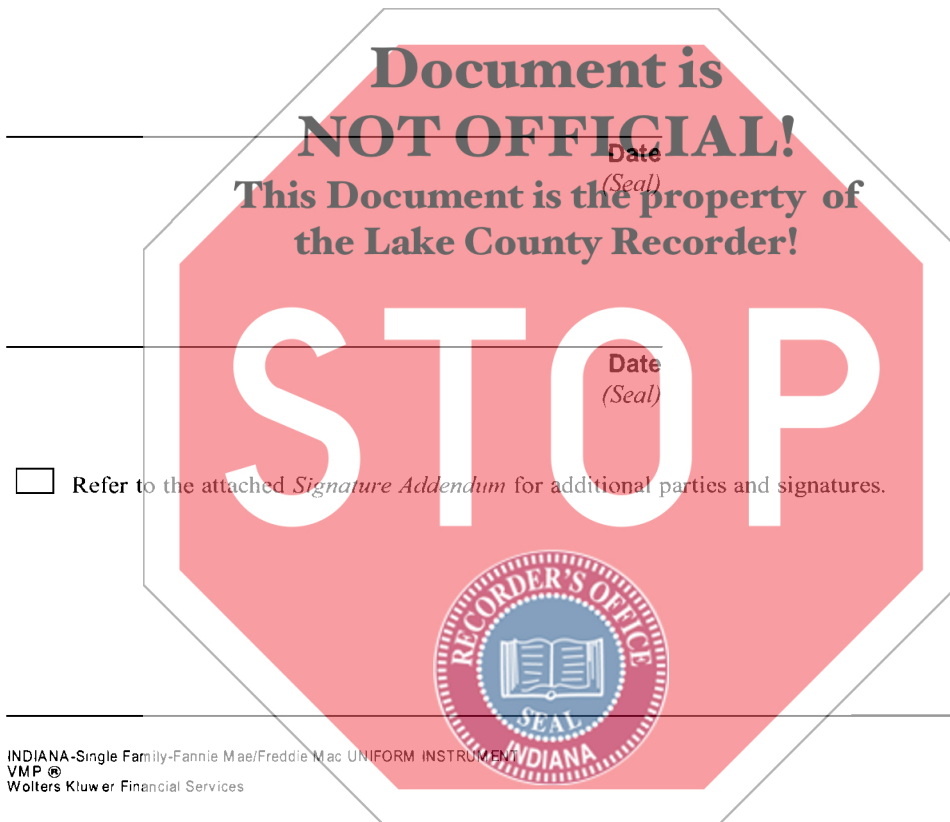 Document is
NOT OFFICIAL!
Date
(Seal)
This Document is the property of
the Lake County Recorder!
STOP
Date
(Seal)
Refer to the attached Signature Addendum for additional parties and signatures.
RECORDER'S OFFICE
SEAL
INDIANA
INDIANA-Single Family-Fannie Mae/Freddie Mac UNIFORM INSTRUMENT
VMP ®
Wolters Kluwer Financial Services